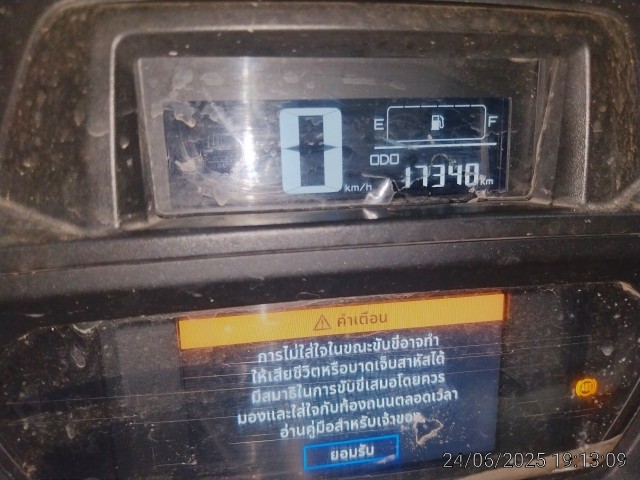 0
km/h
E F
ODO
17348 km
คำเตือน
การไม่ใส่ใจในขณะขับขี่อาจทำ
ให้เสียชีวิตหรือบาดเจ็บสาหัสได้
มีสมาธิในการขับขี่เสมอโดยควร
มองและใส่ใจกับท้องถนนตลอดเวลา
อ่านคู่มือสำหรับเจ้าของ
ยอมรับ
24/06/2025 19:13:09